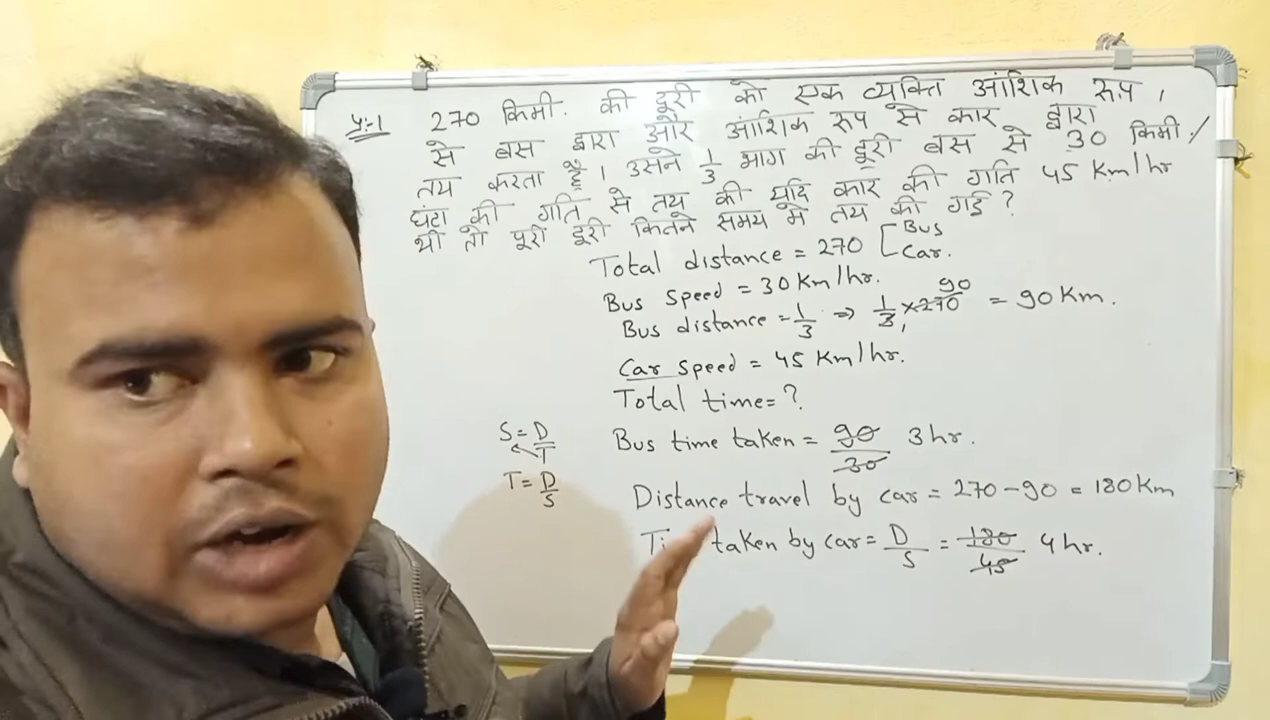 प्र:-1 270 किमी. की दूरी को एक व्यक्ति आंशिक रूप,
से बस द्वारा और आंशिक रूप से कार द्वारा
तय करता है। उसने 1/3 भाग की दूरी बस से 30 किमी./
घंटा की गति से तय की यदि कार की गति 45 Km/hr
थी तो पूरी दूरी कितने समय में तय की गई ?
Total distance = 270 [Bus
Car.
Bus Speed = 30 Km/hr.
Bus distance = 1/3 ⇒ 1/3 × 270 90 = 90 Km.
Car Speed = 45 Km/hr.
Total time = ?
S = D/T
Bus time taken = 90/30 3 hr.
T = D/S
Distance travel by car = 270 - 90 = 180 Km
taken by car = D/S = 180/45 4 hr.